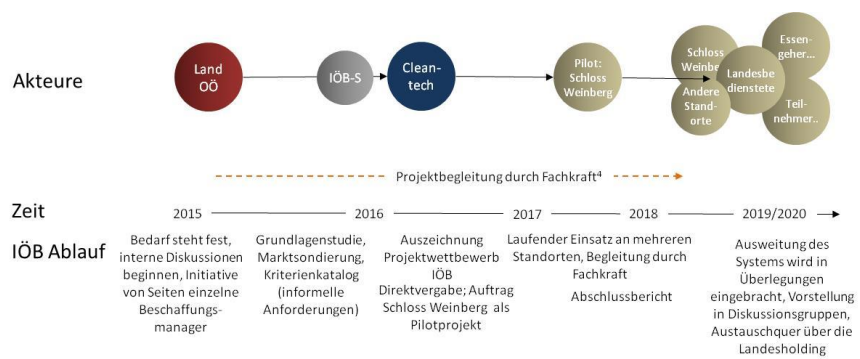 Akteure
Land
OÖ
IÖB-S
Clean-
tech
Pilot:
Schloss
Weinberg
Schloss
Weinbe
Andere
Stand-
orte
Landesbe
dienstete
Essen-
geher...
Teil-
nehmer..
Projektbegleitung durch Fachkraft⁴
Zeit
2015
2016
2017
2018
2019/2020
IÖB Ablauf
Bedarf steht fest,
interne Diskussionen
beginnen, Initiative
von Seiten einzelne
Beschaffungs-
manager
Grundlagenstudie,
Marktsondierung,
Kriterienkatalog
(informelle
Anforderungen)
Auszeichnung
Projektwettbewerb
IÖB
Direktvergabe; Auftrag
Schloss Weinberg als
Pilotprojekt
Laufender Einsatz an mehreren
Standorten, Begleitung durch
Fachkraft
Abschlussbericht
Ausweitung des
Systems wird in
Überlegungen
eingebracht, Vorstellung
in Diskussionsgruppen,
Austauschquer über die
Landesholding